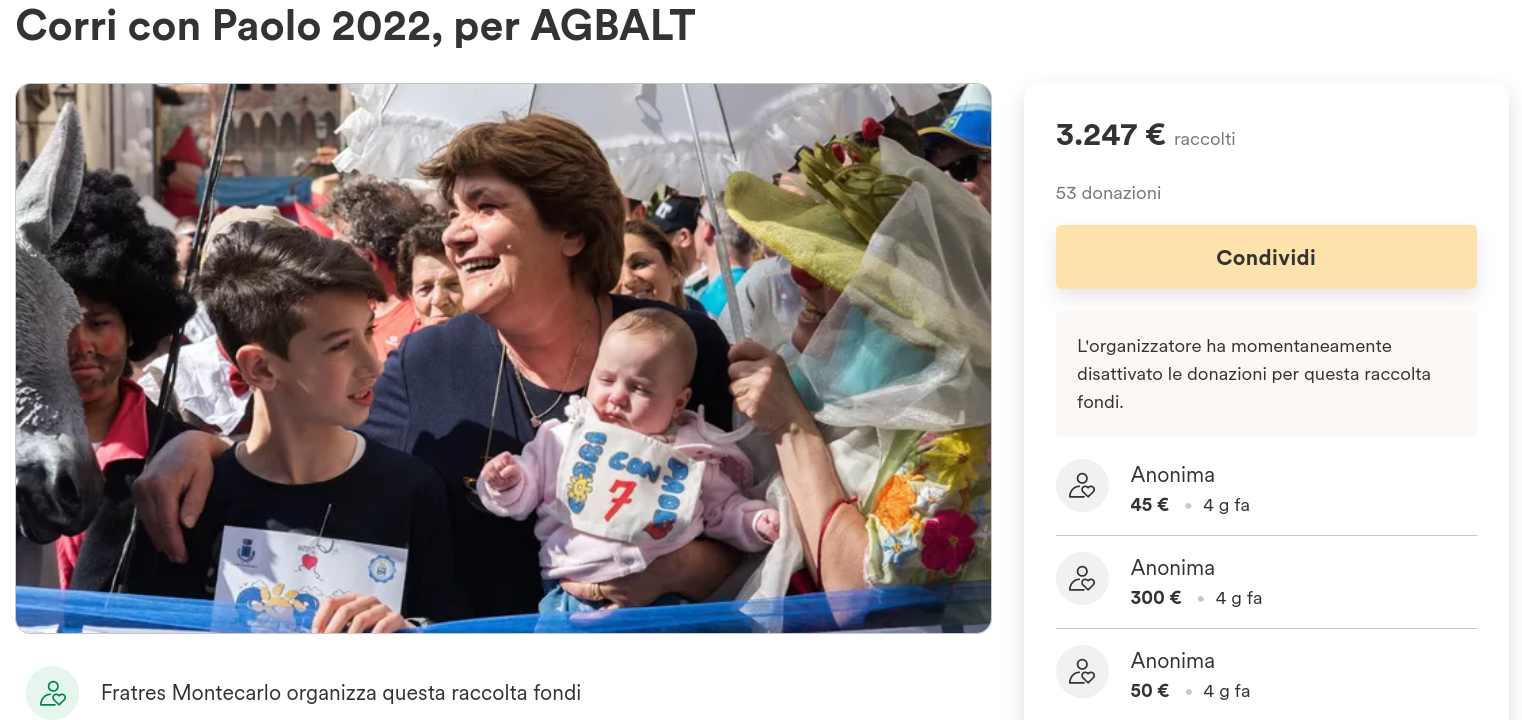 Corri con Paolo 2022, per AGBALT
CON
7
3.247 € raccolti
53 donazioni
Condividi
L'organizzatore ha momentaneamente
disattivato le donazioni per questa raccolta
fondi.
Anonima
45 € • 4 g fa
Anonima
300 € • 4 g fa
Anonima
50 € • 4 g fa
Fratres Montecarlo organizza questa raccolta fondi